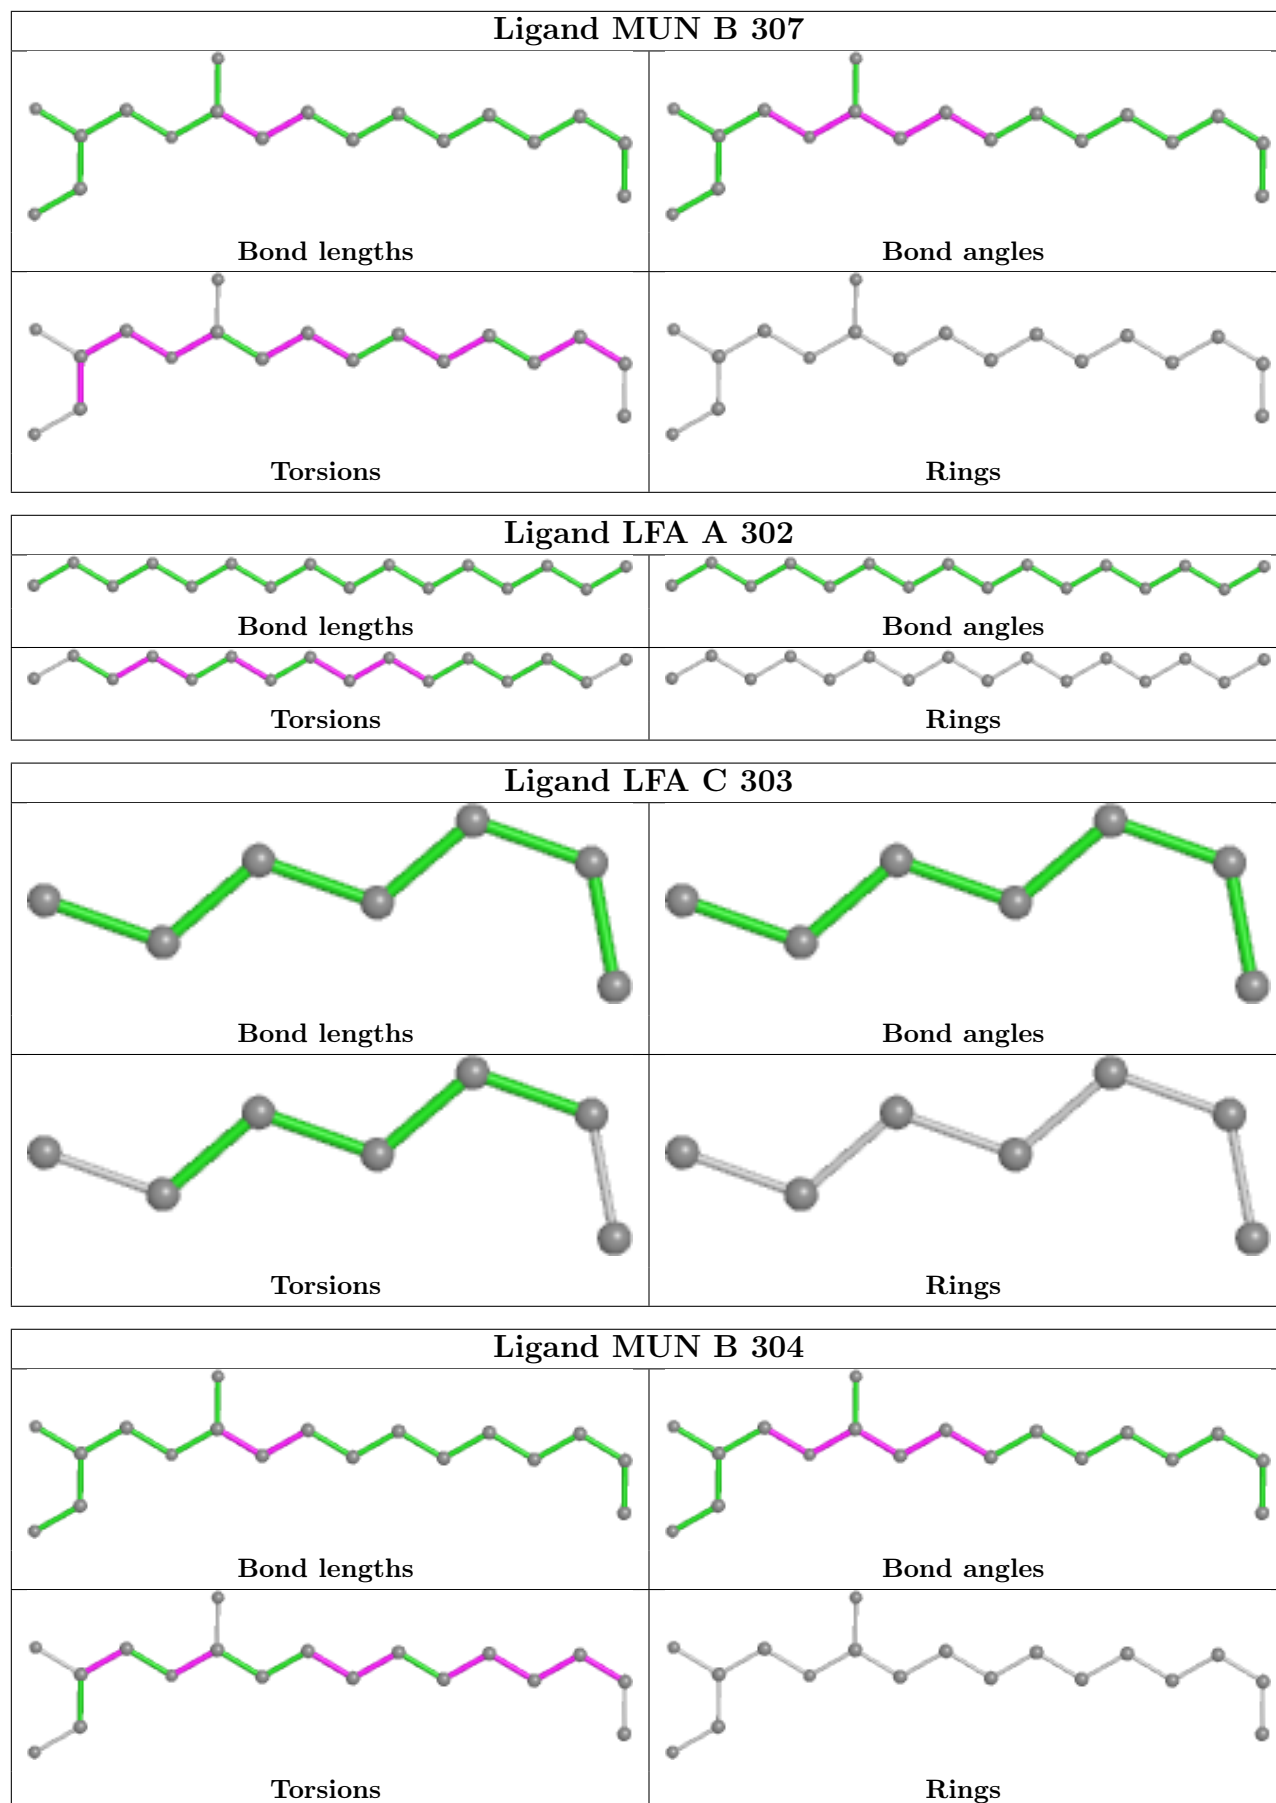 Ligand MUN B 307
Bond lengths
Bond angles
Torsions
Rings
Ligand LFA A 302
Bond lengths
Bond angles
Torsions
Rings
Ligand LFA C 303
Bond lengths
Bond angles
Torsions
Rings
Ligand MUN B 304
Bond lengths
Bond angles
Torsions
Rings